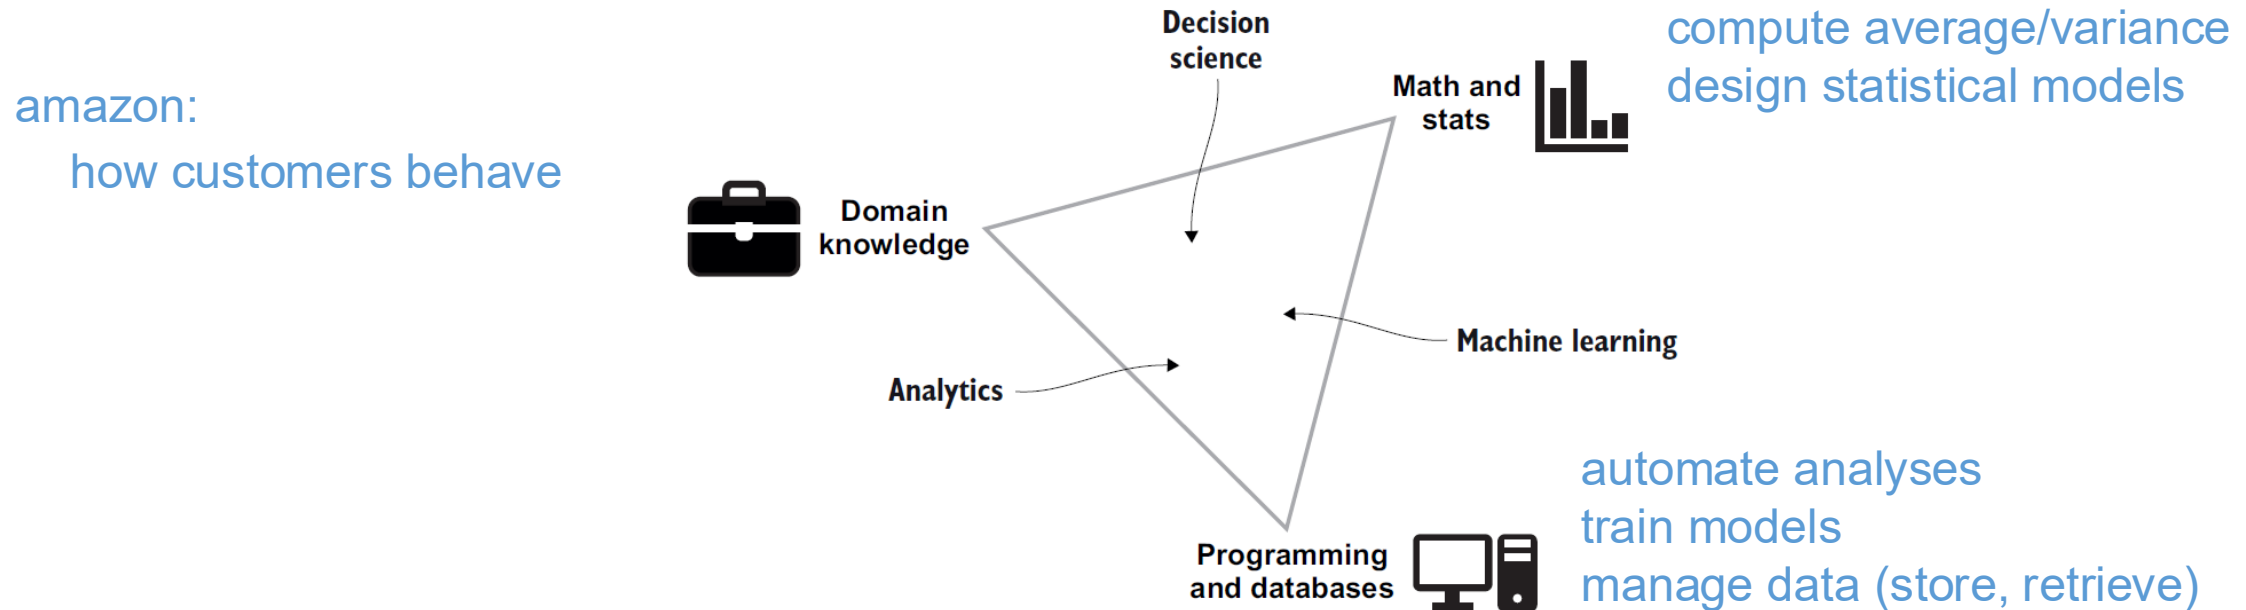 Decision
science
compute average/variance
design statistical models
Math and
stats
amazon:
how customers behave
Domain
knowledge
Machine learning
Analytics
automate analyses
train models
manage data (store, retrieve)
Programming
and databases